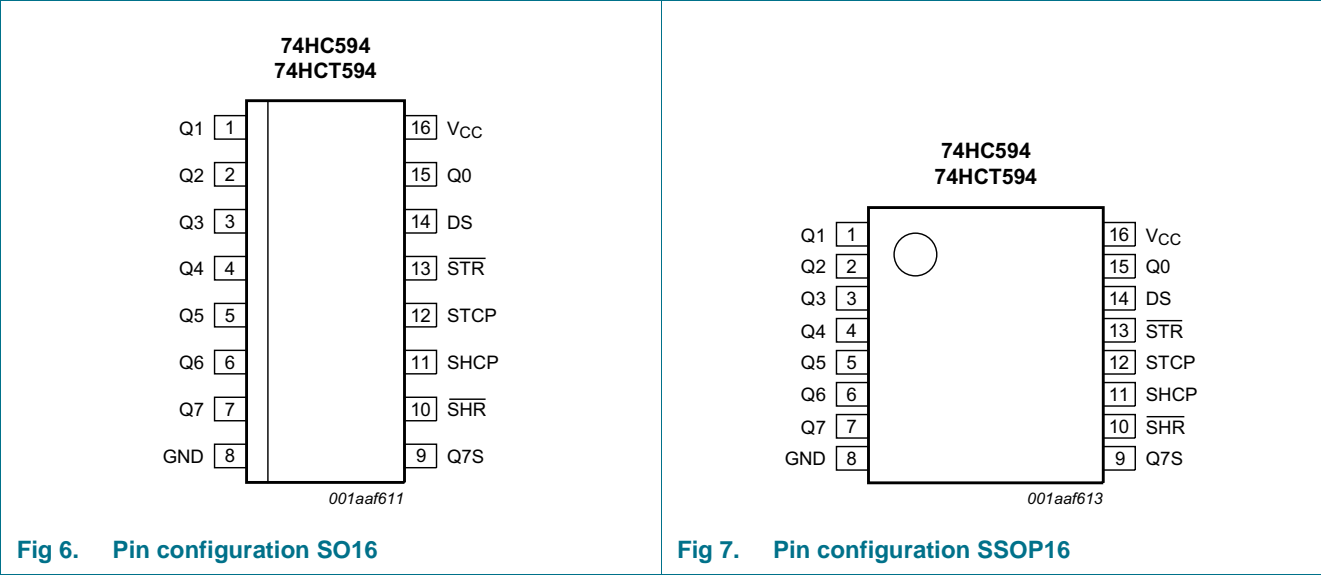 74HC594
74HCT594
Q1 1 16 VCC
Q2 2 15 Q0
Q3 3 14 DS
Q4 4 13 S̅T̅R̅
Q5 5 12 STCP
Q6 6 11 SHCP
Q7 7 10 S̅H̅R̅
GND 8 9 Q7S
001aaf611
Fig 6. Pin configuration SO16
74HC594
74HCT594
Q1 1 16 VCC
Q2 2 15 Q0
Q3 3 14 DS
Q4 4 13 S̅T̅R̅
Q5 5 12 STCP
Q6 6 11 SHCP
Q7 7 10 S̅H̅R̅
GND 8 9 Q7S
001aaf613
Fig 7. Pin configuration SSOP16